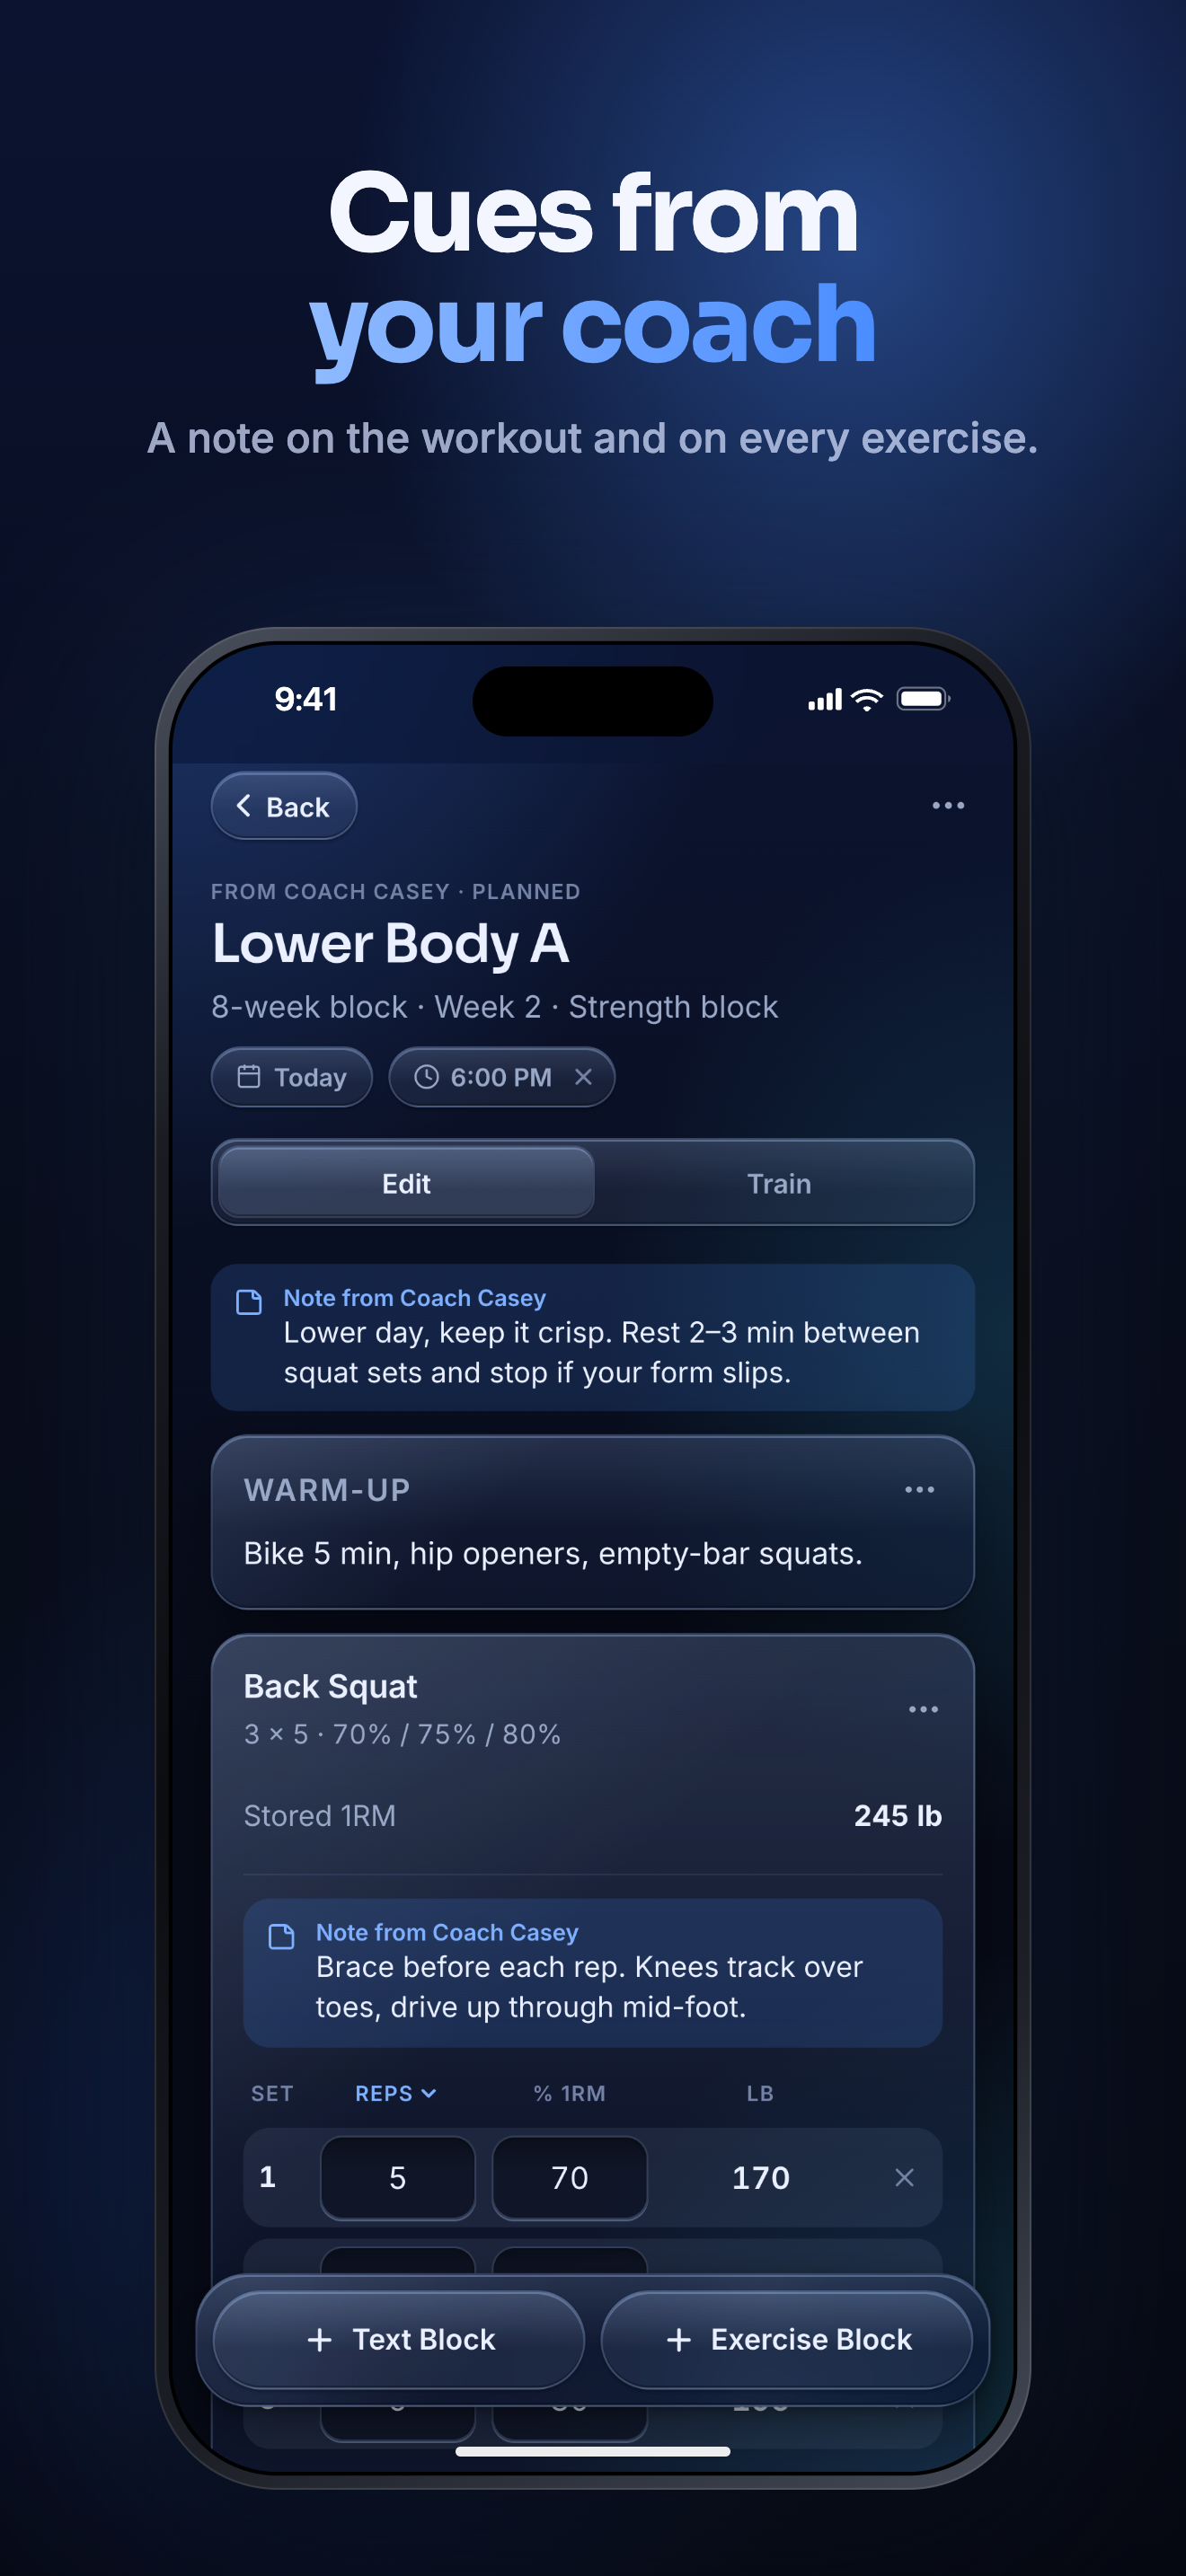 Cues from
your coach
A note on the workout and on every exercise.
9:41
Back
FROM COACH CASEY · PLANNED
Lower Body A
8-week block · Week 2 · Strength block
Today
6:00 PM
Edit
Train
Note from Coach Casey
Lower day, keep it crisp. Rest 2–3 min between
squat sets and stop if your form slips.
WARM-UP
Bike 5 min, hip openers, empty-bar squats.
Back Squat
3 × 5 · 70% / 75% / 80%
Stored 1RM 245 lb
Note from Coach Casey
Brace before each rep. Knees track over
toes, drive up through mid-foot.
SET REPS % 1RM LB
1 5 70 170
+ Text Block
+ Exercise Block